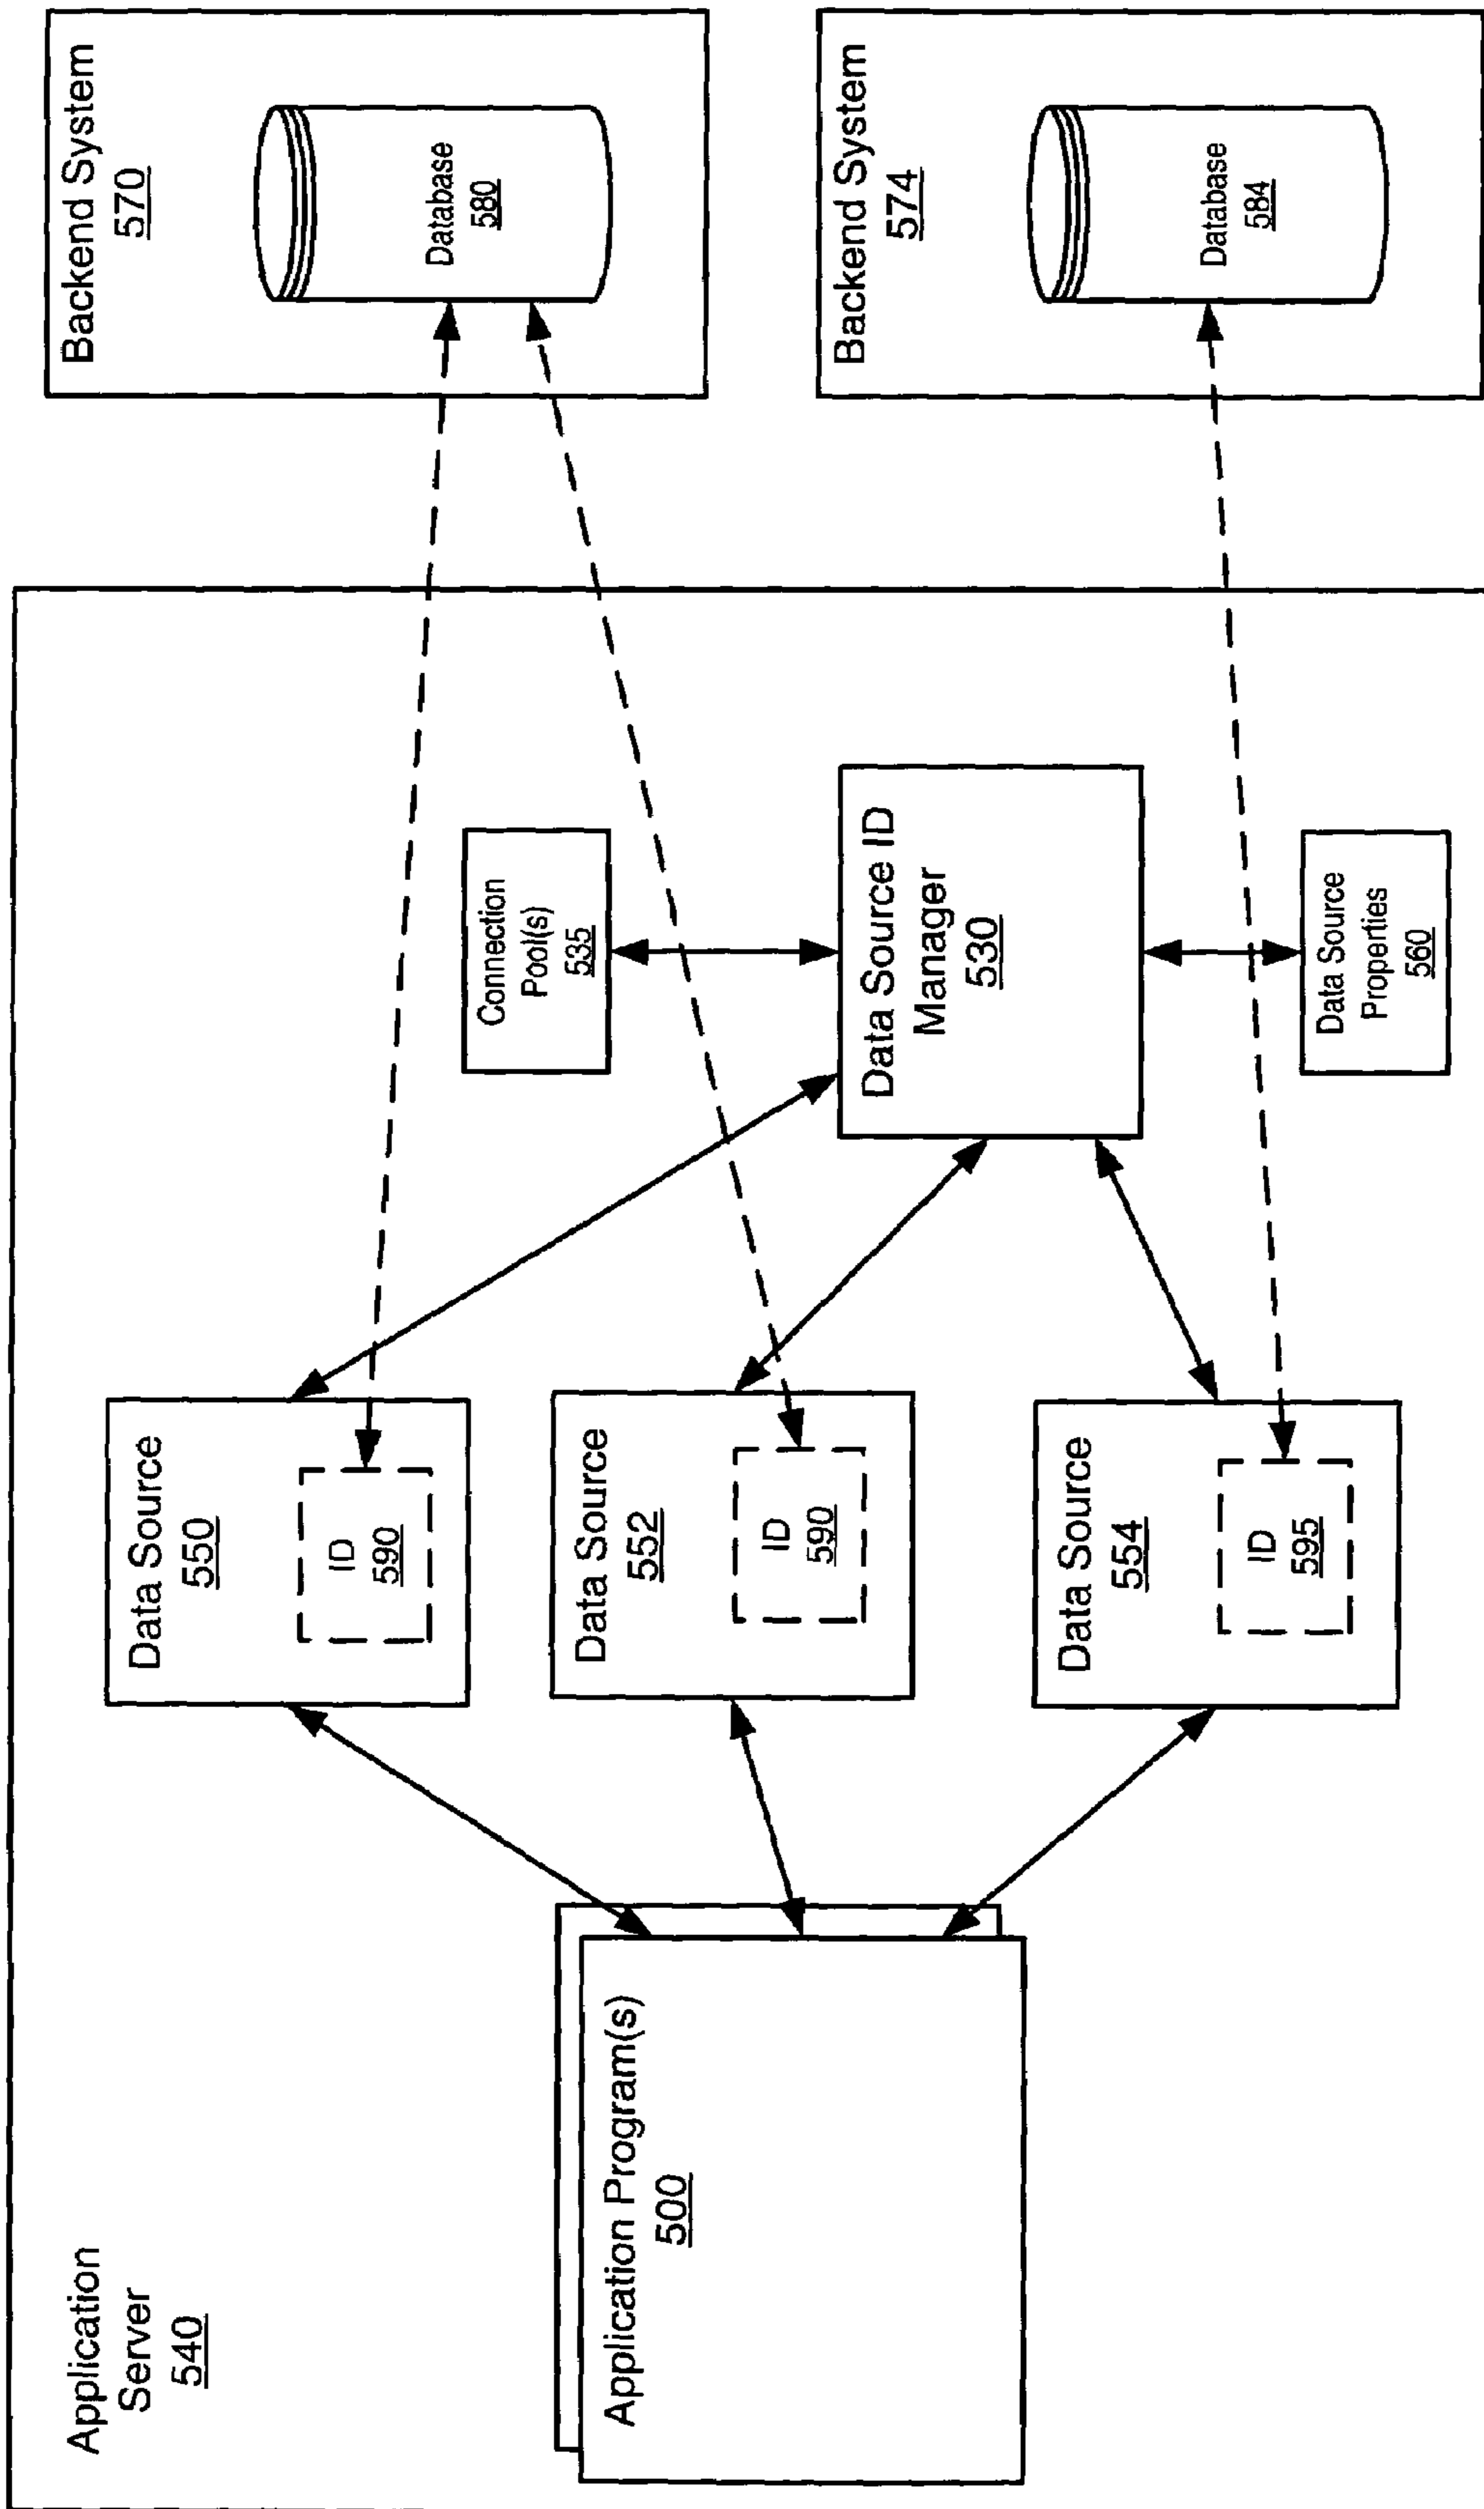 Application
Server
540
Application Program(s)
500
Data Source
550
ID
590
Data Source
552
ID
590
Data Source
554
ID
595
Connection
Pool(s)
535
Data Source ID
Manager
530
Data Source
Properties
560
Backend System
570
Database
580
Backend System
574
Database
584